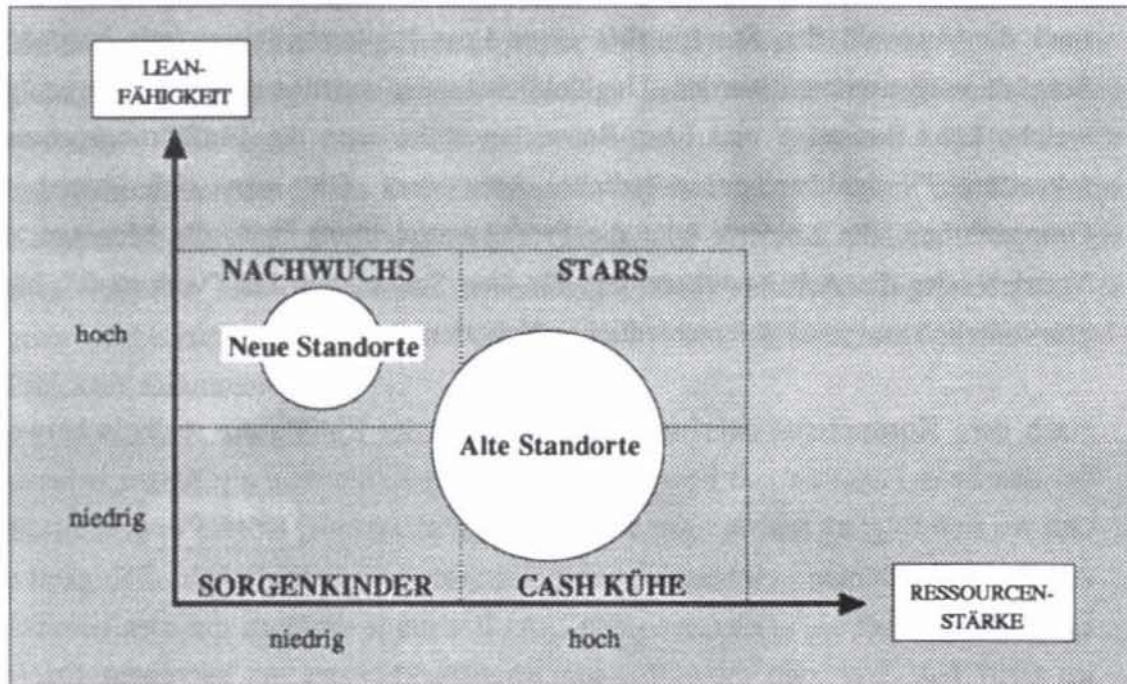 LEAN-
FÄHIGKEIT
NACHWUCHS
STARS
hoch
Neue Standorte
Alte Standorte
niedrig
SORGENKINDER
CASH KÜHE
RESSOURCEN-
STÄRKE
niedrig
hoch